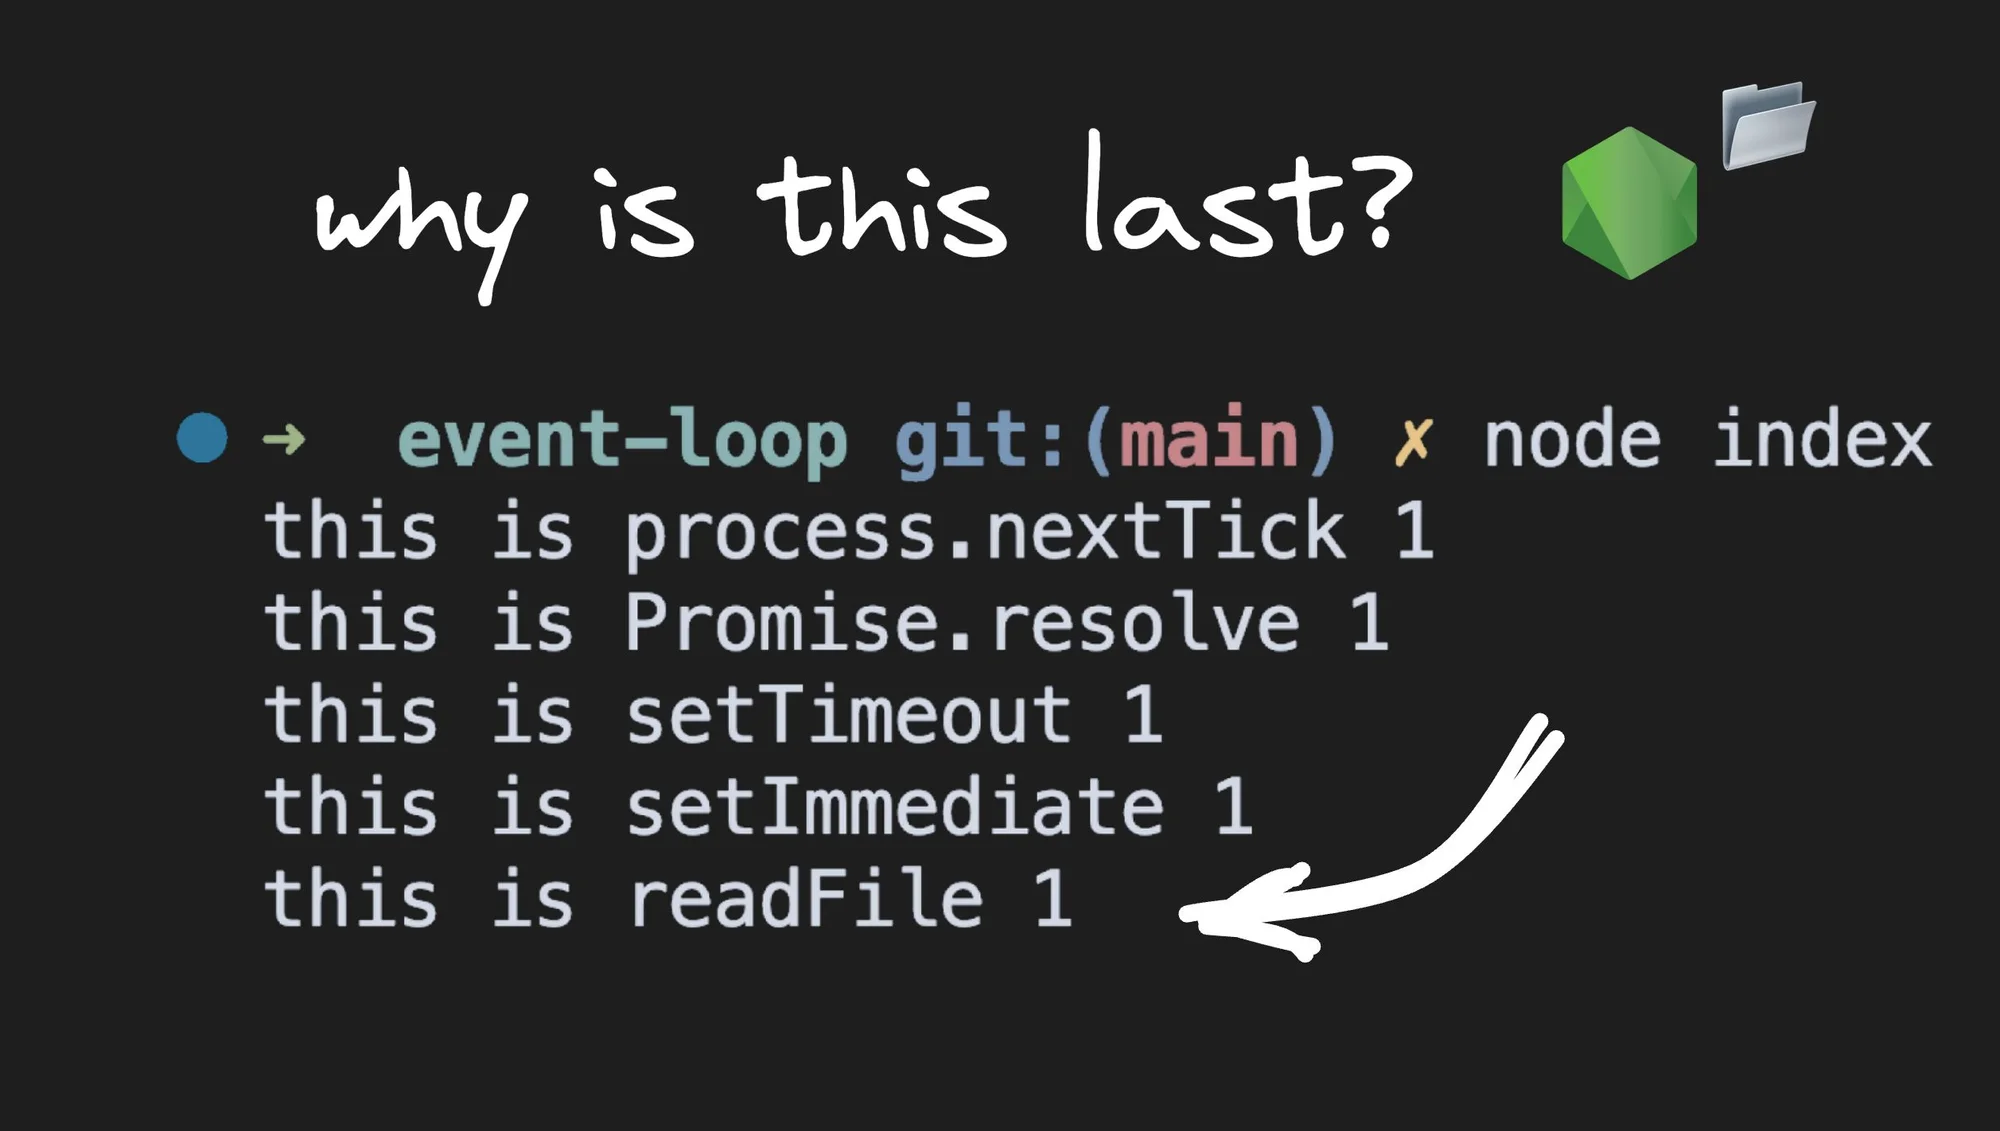 why is this last?
➜ event-loop git:(main) ✗ node index
this is process.nextTick 1
this is Promise.resolve 1
this is setTimeout 1
this is setImmediate 1
this is readFile 1